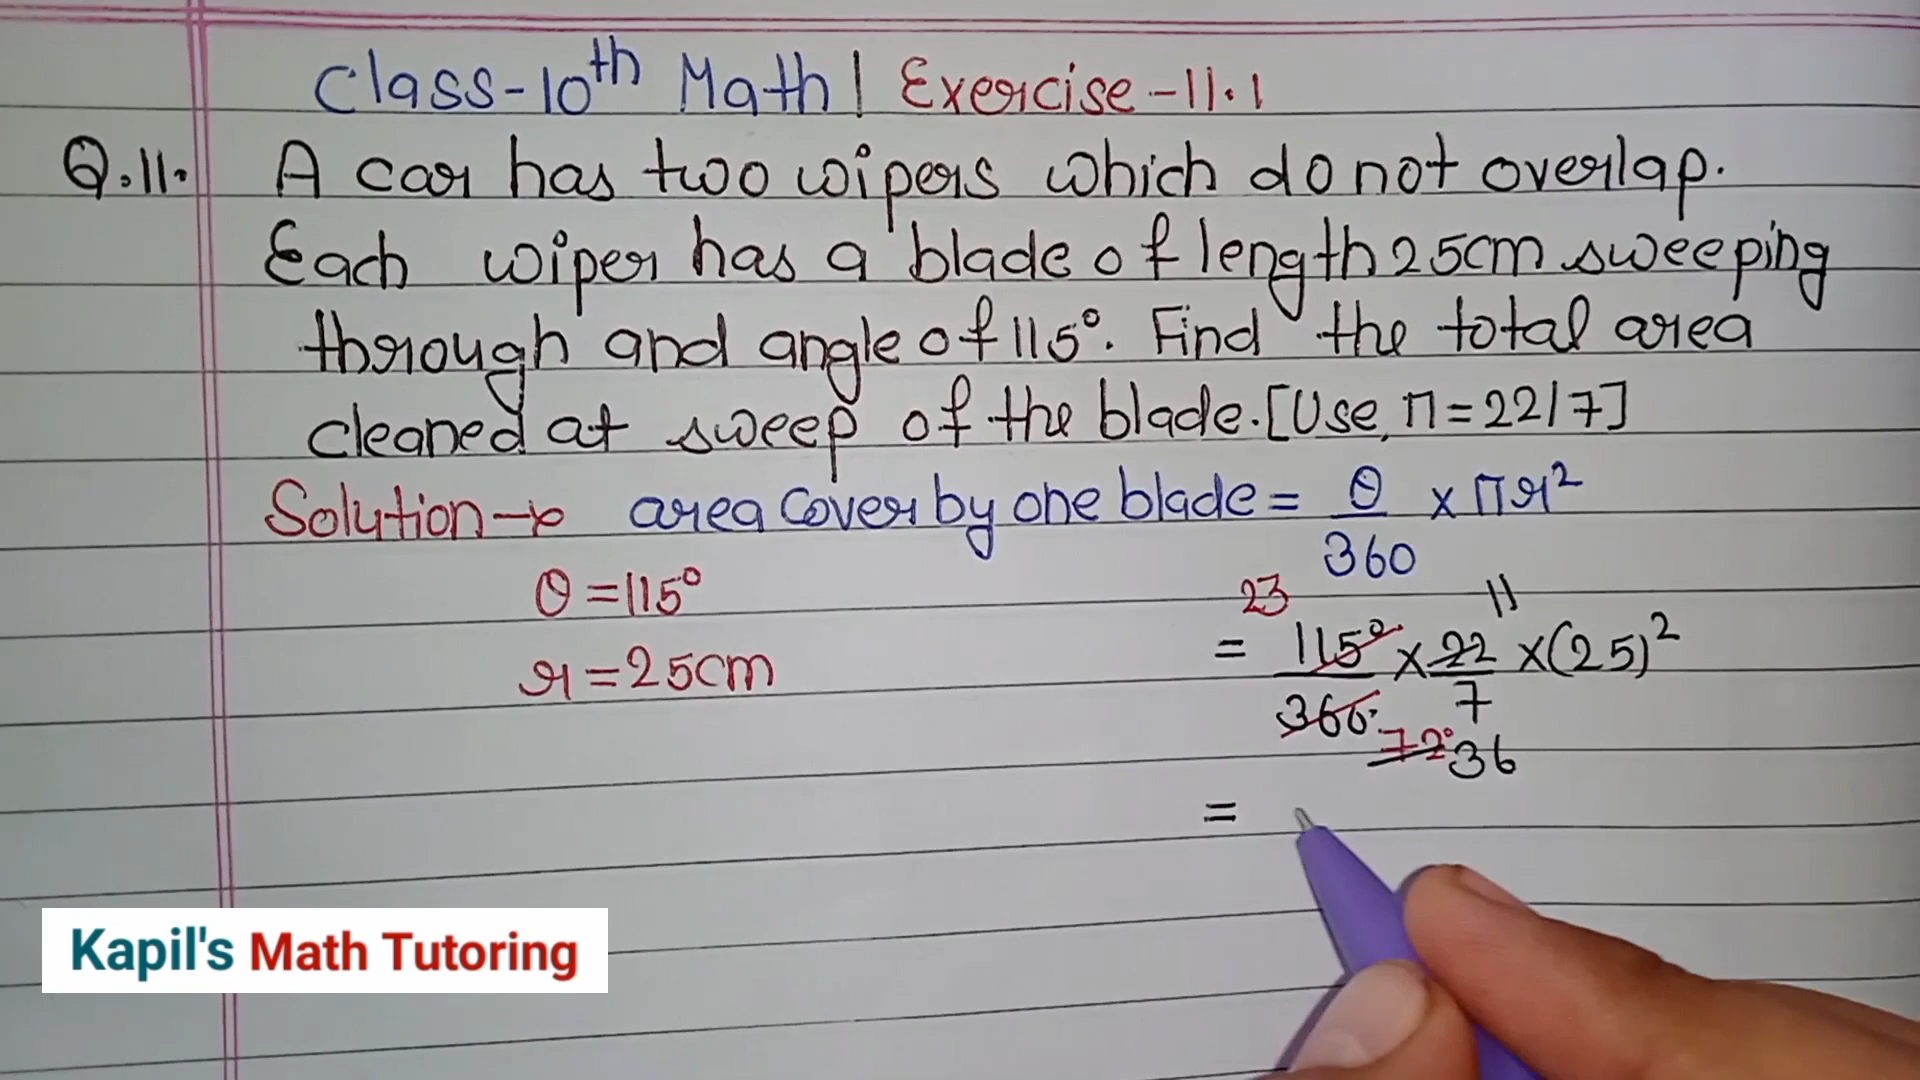 Class-10th Math | Exercise-11.1
Q.11. A car has two wipers which do not overlap.
Each wiper has a blade of length 25cm sweeping
through and angle of 115°. Find the total area
cleaned at sweep of the blade. [Use, π=22/7]
Solution→ area cover by one blade = θ/360 × πr²
θ = 115°
r = 25cm
23 11
= 115°/360° × 22/7 × (25)²
72° 36
=
Kapil's Math Tutoring